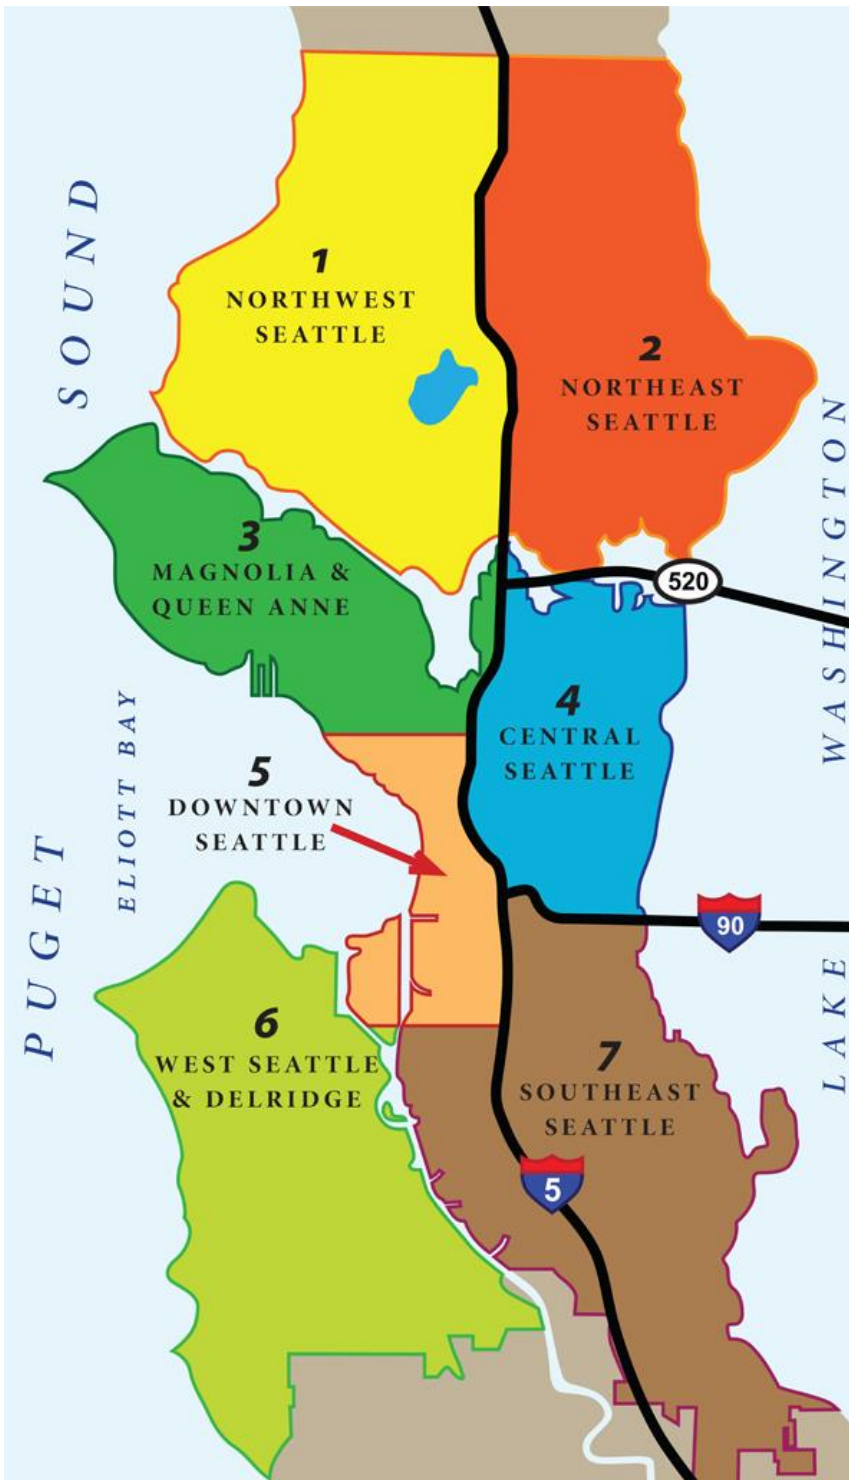 SOUND
1
NORTHWEST
SEATTLE
2
NORTHEAST
SEATTLE
3
MAGNOLIA &
QUEEN ANNE
520
WASHINGTON
4
CENTRAL
SEATTLE
ELIOTT BAY
5
DOWNTOWN
SEATTLE
PUGET
90
LAKE
6
WEST SEATTLE
& DELRIDGE
7
SOUTHEAST
SEATTLE
5